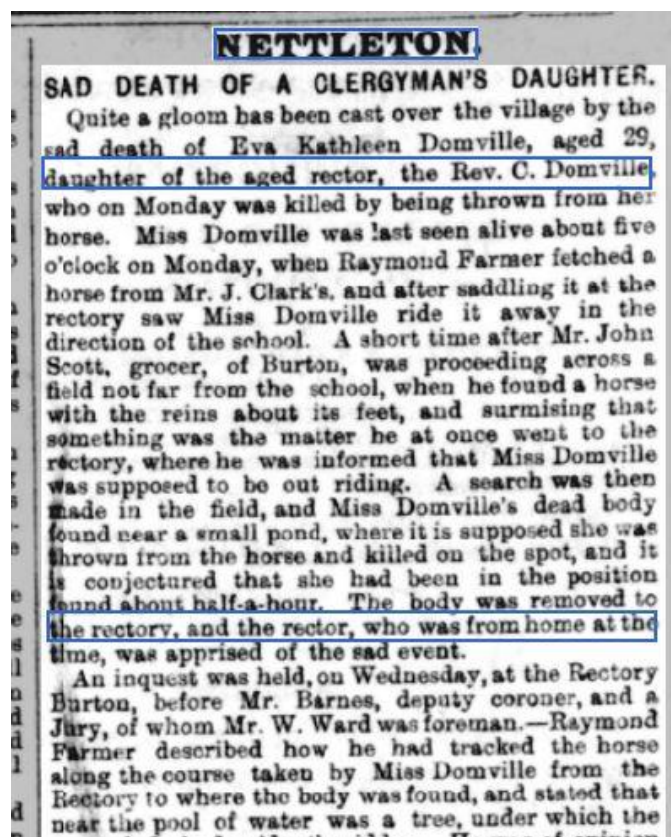 NETTLETON.
SAD DEATH OF A CLERGYMAN'S DAUGHTER.
Quite a gloom has been cast over the village by the
sad death of Eva Kathleen Domville, aged 29,
daughter of the aged rector, the Rev. C. Domville,
who on Monday was killed by being thrown from her
horse. Miss Domville was last seen alive about five
o'clock on Monday, when Raymond Farmer fetched a
horse from Mr. J. Clark's, and after saddling it at the
rectory saw Miss Domville ride it away in the
direction of the school. A short time after Mr. John
Scott, grocer, of Burton, was proceeding across a
field not far from the school, when he found a horse
with the reins about its feet, and surmising that
something was the matter he at once went to the
rectory, where he was informed that Miss Domville
was supposed to be out riding. A search was then
made in the field, and Miss Domville's dead body
found near a small pond, where it is supposed she was
thrown from the horse and killed on the spot, and it
is conjectured that she had been in the position
found about half-a-hour. The body was removed to
the rectory, and the rector, who was from home at the
time, was apprised of the sad event.
An inquest was held, on Wednesday, at the Rectory
Burton, before Mr. Barnes, deputy coroner, and a
Jury, of whom Mr. W. Ward was foreman.—Raymond
Farmer described how he had tracked the horse
along the course taken by Miss Domville from the
Rectory to where the body was found, and stated that
near the pool of water was a tree, under which the